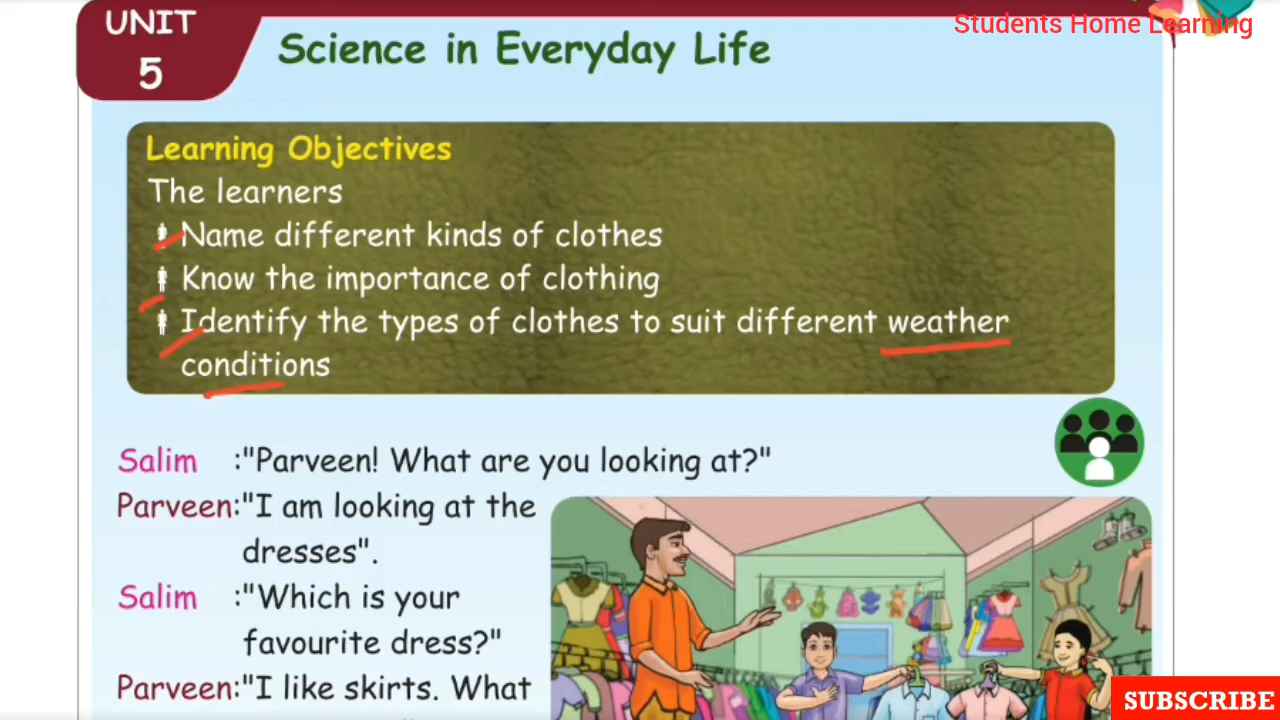 UNIT
5
Science in Everyday Life
Students Home Learning
Learning Objectives
The learners
Name different kinds of clothes
Know the importance of clothing
Identify the types of clothes to suit different weather
conditions
Salim :"Parveen! What are you looking at?"
Parveen:"I am looking at the
dresses".
Salim :"Which is your
favourite dress?"
Parveen:"I like skirts. What
SUBSCRIBE